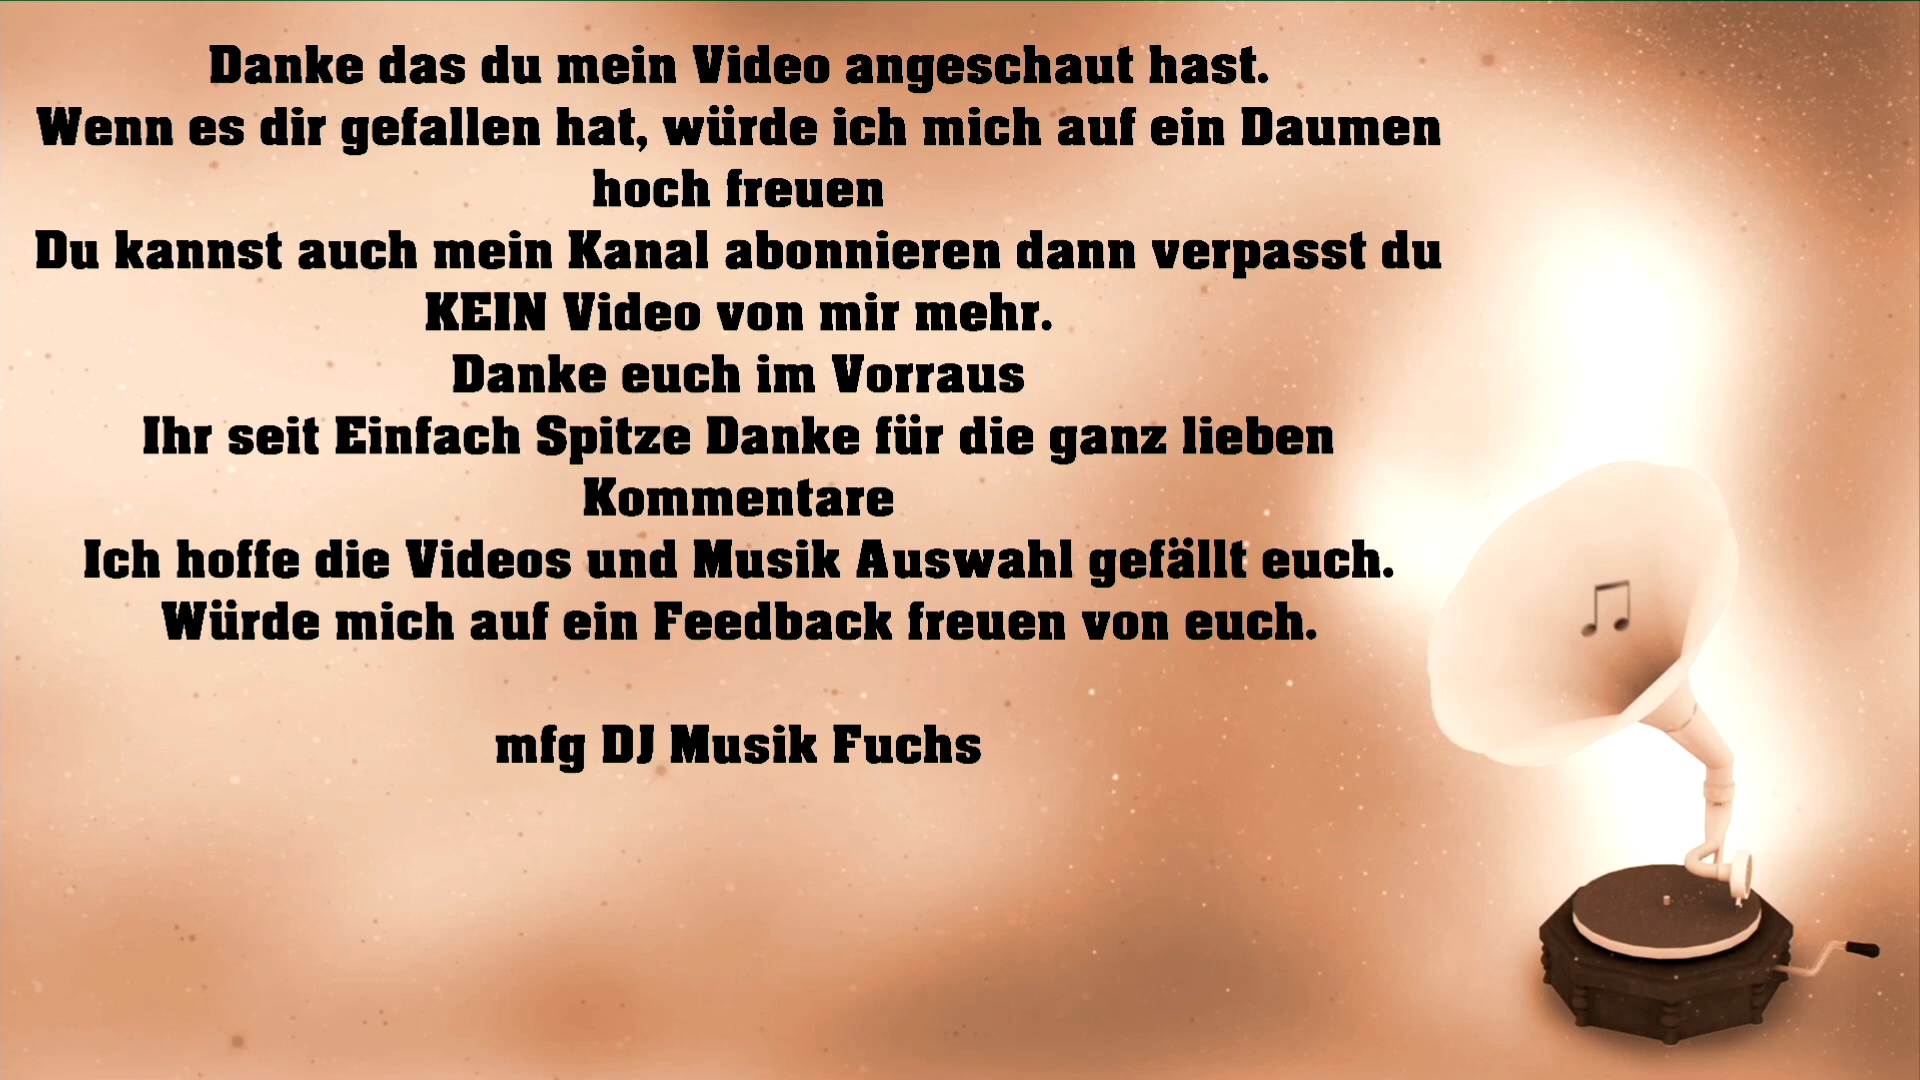 Danke das du mein Video angeschaut hast.
Wenn es dir gefallen hat, würde ich mich auf ein Daumen
hoch freuen
Du kannst auch mein Kanal abonnieren dann verpasst du
KEIN Video von mir mehr.
Danke euch im Vorraus
Ihr seit Einfach Spitze Danke für die ganz lieben
Kommentare
Ich hoffe die Videos und Musik Auswahl gefällt euch.
Würde mich auf ein Feedback freuen von euch.
mfg DJ Musik Fuchs